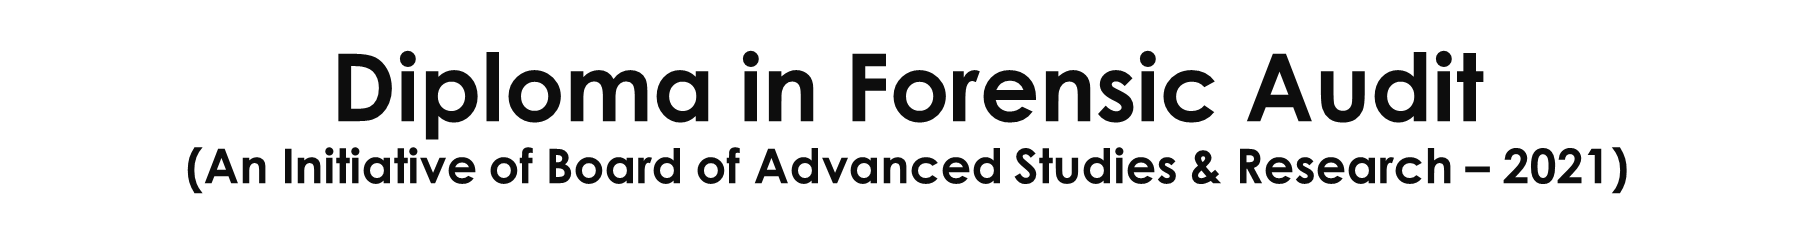 Diploma in Forensic Audit
(An Initiative of Board of Advanced Studies & Research – 2021)